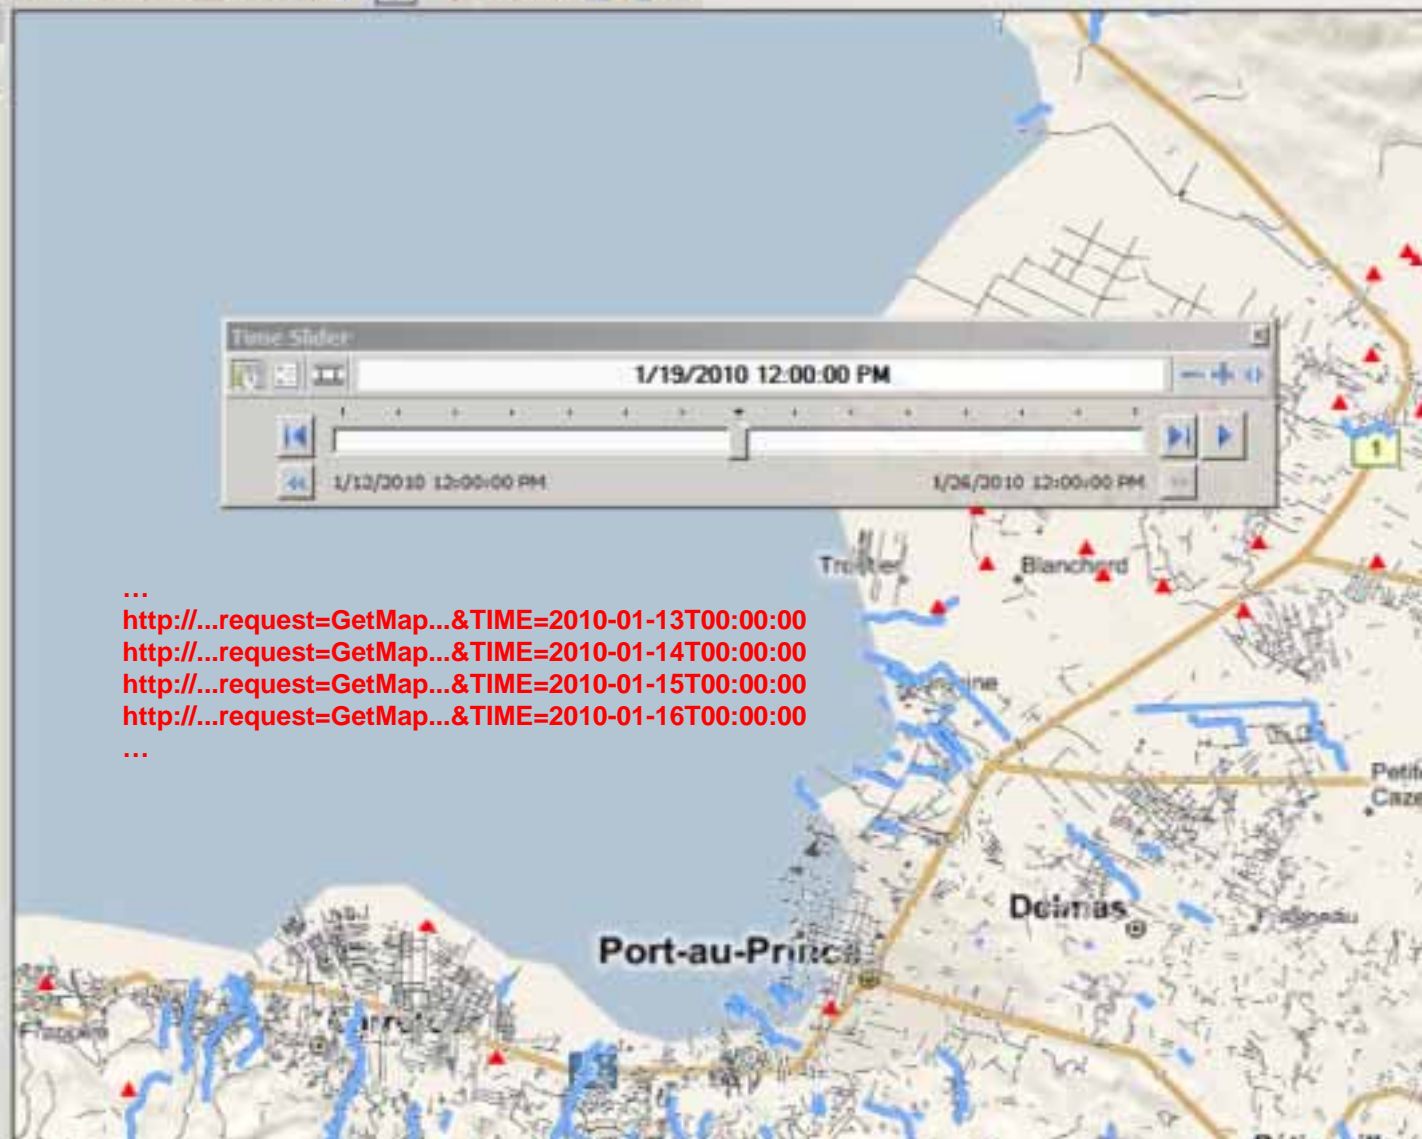 Time Slider
1/19/2010 12:00:00 PM
1/12/2010 12:00:00 PM
1/26/2010 12:00:00 PM
1
Blanchard
...
http://...request=GetMap...&TIME=2010-01-13T00:00:00
http://...request=GetMap...&TIME=2010-01-14T00:00:00
http://...request=GetMap...&TIME=2010-01-15T00:00:00
http://...request=GetMap...&TIME=2010-01-16T00:00:00
...
Delmas
Port-au-Prince